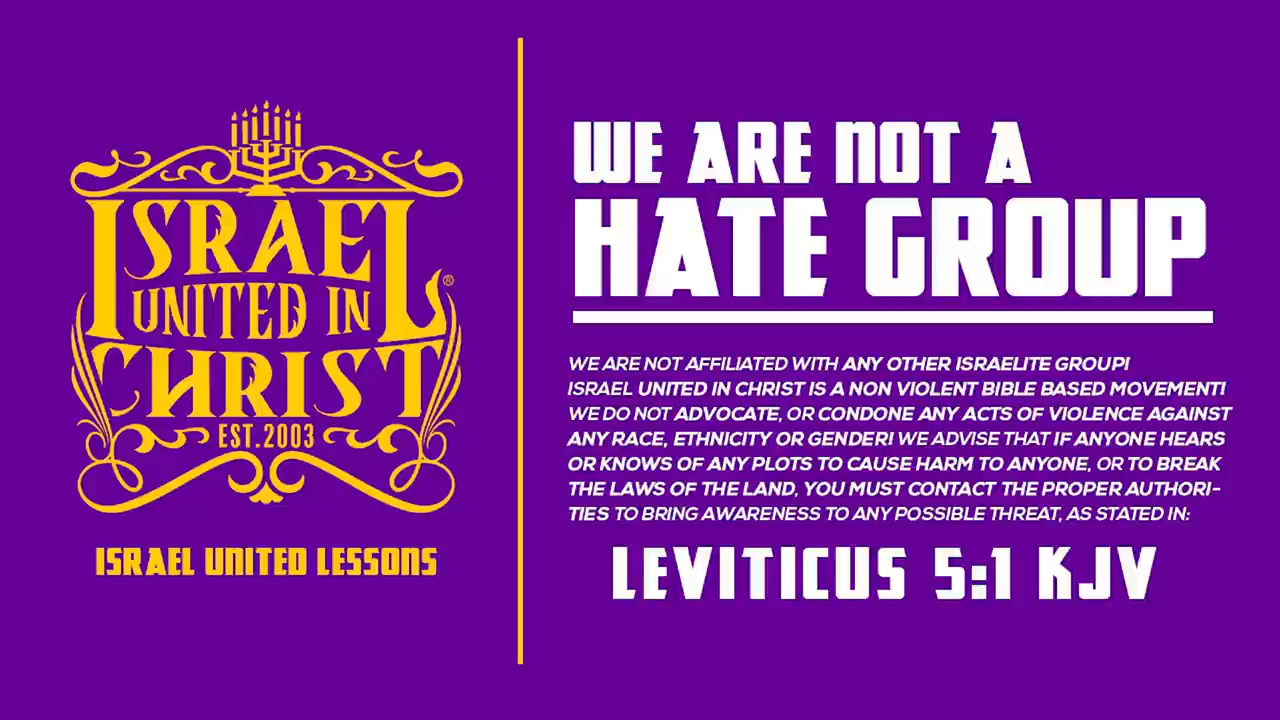 ISRAEL
UNITED IN
CHRIST
®
EST. 2003
ISRAEL UNITED LESSONS
WE ARE NOT A
HATE GROUP
WE ARE NOT AFFILIATED WITH ANY OTHER ISRAELITE GROUP!
ISRAEL UNITED IN CHRIST IS A NON VIOLENT BIBLE BASED MOVEMENT!
WE DO NOT ADVOCATE, OR CONDONE ANY ACTS OF VIOLENCE AGAINST
ANY RACE, ETHNICITY OR GENDER! WE ADVISE THAT IF ANYONE HEARS
OR KNOWS OF ANY PLOTS TO CAUSE HARM TO ANYONE, OR TO BREAK
THE LAWS OF THE LAND, YOU MUST CONTACT THE PROPER AUTHORI-
TIES TO BRING AWARENESS TO ANY POSSIBLE THREAT, AS STATED IN:
LEVITICUS 5:1 KJV